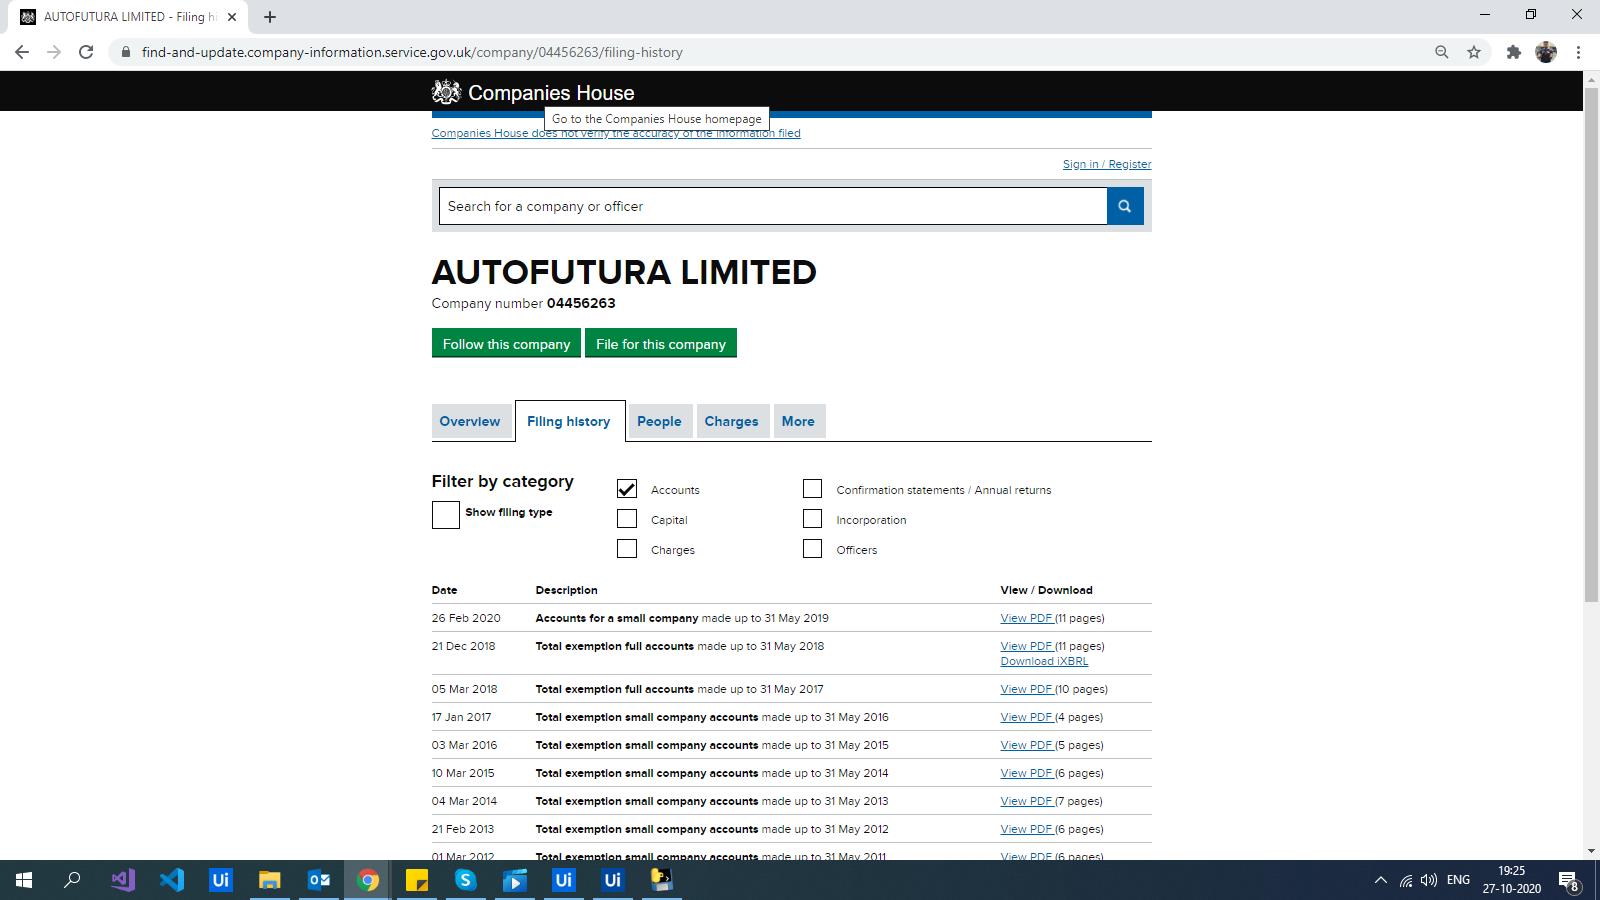 AUTOFUTURA LIMITED - Filing hi
find-and-update.company-information.service.gov.uk/company/04456263/filing-history
Companies House
Go to the Companies House homepage
Companies House does not verify the accuracy of the information filed
Sign in / Register
Search for a company or officer
AUTOFUTURA LIMITED
Company number 04456263
Follow this company File for this company
Overview Filing history People Charges More
Filter by category
Show filing type
Accounts Confirmation statements / Annual returns
Capital Incorporation
Charges Officers
Date Description View / Download
26 Feb 2020 Accounts for a small company made up to 31 May 2019 View PDF (11 pages)
21 Dec 2018 Total exemption full accounts made up to 31 May 2018 View PDF (11 pages)
Download iXBRL
05 Mar 2018 Total exemption full accounts made up to 31 May 2017 View PDF (10 pages)
17 Jan 2017 Total exemption small company accounts made up to 31 May 2016 View PDF (4 pages)
03 Mar 2016 Total exemption small company accounts made up to 31 May 2015 View PDF (5 pages)
10 Mar 2015 Total exemption small company accounts made up to 31 May 2014 View PDF (6 pages)
04 Mar 2014 Total exemption small company accounts made up to 31 May 2013 View PDF (7 pages)
21 Feb 2013 Total exemption small company accounts made up to 31 May 2012 View PDF (6 pages)
01 Mar 2012 Total exemption small company accounts made up to 31 May 2011 View PDF (6 pages)
Ui Ui Ui
ENG
19:25
27-10-2020
8